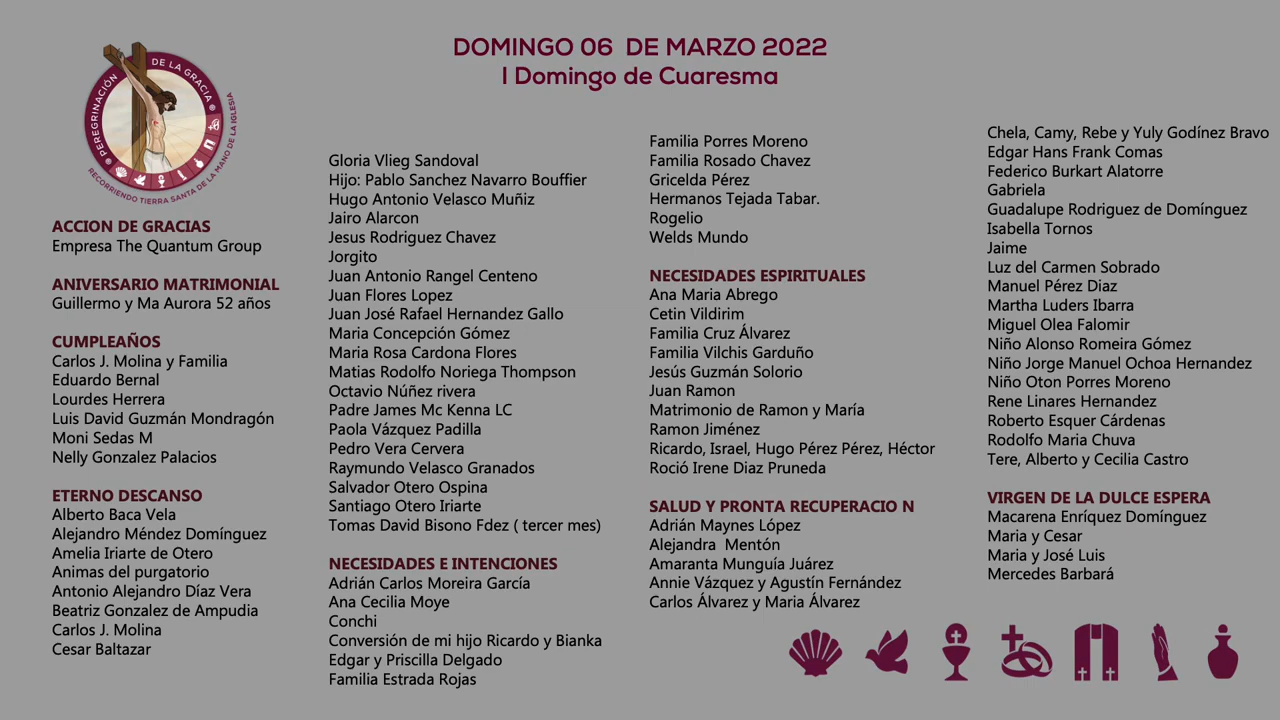 PEREGRINACIÓN DE LA GRACIA
RECORRIENDO TIERRA SANTA DE LA MANO DE LA IGLESIA
DOMINGO 06 DE MARZO 2022
I Domingo de Cuaresma
ACCION DE GRACIAS
Empresa The Quantum Group
ANIVERSARIO MATRIMONIAL
Guillermo y Ma Aurora 52 años
CUMPLEAÑOS
Carlos J. Molina y Familia
Eduardo Bernal
Lourdes Herrera
Luis David Guzmán Mondragón
Moni Sedas M
Nelly Gonzalez Palacios
ETERNO DESCANSO
Alberto Baca Vela
Alejandro Méndez Domínguez
Amelia Iriarte de Otero
Animas del purgatorio
Antonio Alejandro Díaz Vera
Beatriz Gonzalez de Ampudia
Carlos J. Molina
Cesar Baltazar
Gloria Vlieg Sandoval
Hijo: Pablo Sanchez Navarro Bouffier
Hugo Antonio Velasco Muñiz
Jairo Alarcon
Jesus Rodriguez Chavez
Jorgito
Juan Antonio Rangel Centeno
Juan Flores Lopez
Juan José Rafael Hernandez Gallo
Maria Concepción Gómez
Maria Rosa Cardona Flores
Matias Rodolfo Noriega Thompson
Octavio Núñez rivera
Padre James Mc Kenna LC
Paola Vázquez Padilla
Pedro Vera Cervera
Raymundo Velasco Granados
Salvador Otero Ospina
Santiago Otero Iriarte
Tomas David Bisono Fdez ( tercer mes)
NECESIDADES E INTENCIONES
Adrián Carlos Moreira García
Ana Cecilia Moye
Conchi
Conversión de mi hijo Ricardo y Bianka
Edgar y Priscilla Delgado
Familia Estrada Rojas
Familia Porres Moreno
Familia Rosado Chavez
Gricelda Pérez
Hermanos Tejada Tabar.
Rogelio
Welds Mundo
NECESIDADES ESPIRITUALES
Ana Maria Abrego
Cetin Vildirim
Familia Cruz Álvarez
Familia Vilchis Garduño
Jesús Guzmán Solorio
Juan Ramon
Matrimonio de Ramon y María
Ramon Jiménez
Ricardo, Israel, Hugo Pérez Pérez, Héctor
Roció Irene Diaz Pruneda
SALUD Y PRONTA RECUPERACIO N
Adrián Maynes López
Alejandra  Mentón
Amaranta Munguía Juárez
Annie Vázquez y Agustín Fernández
Carlos Álvarez y Maria Álvarez
Chela, Camy, Rebe y Yuly Godínez Bravo
Edgar Hans Frank Comas
Federico Burkart Alatorre
Gabriela
Guadalupe Rodriguez de Domínguez
Isabella Tornos
Jaime
Luz del Carmen Sobrado
Manuel Pérez Diaz
Martha Luders Ibarra
Miguel Olea Falomir
Niño Alonso Romeira Gómez
Niño Jorge Manuel Ochoa Hernandez
Niño Oton Porres Moreno
Rene Linares Hernandez
Roberto Esquer Cárdenas
Rodolfo Maria Chuva
Tere, Alberto y Cecilia Castro
VIRGEN DE LA DULCE ESPERA
Macarena Enríquez Domínguez
Maria y Cesar
Maria y José Luis
Mercedes Barbará